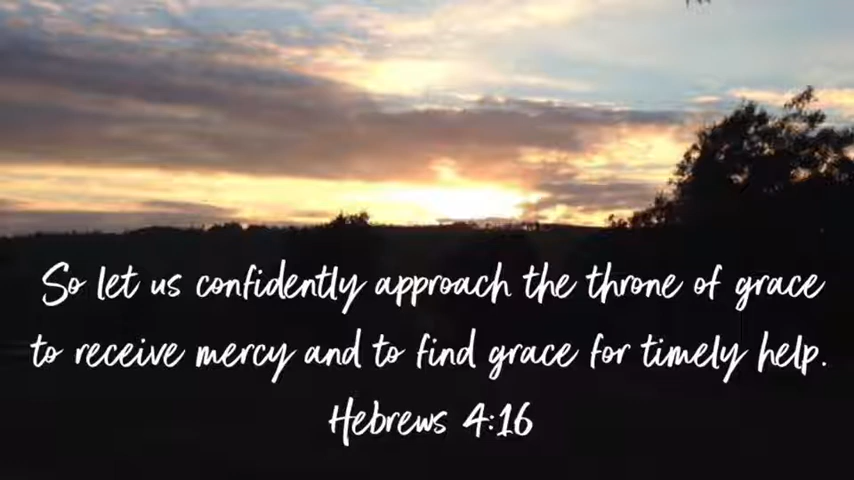 So let us confidently approach the throne of grace
to receive mercy and to find grace for timely help.
Hebrews 4:16